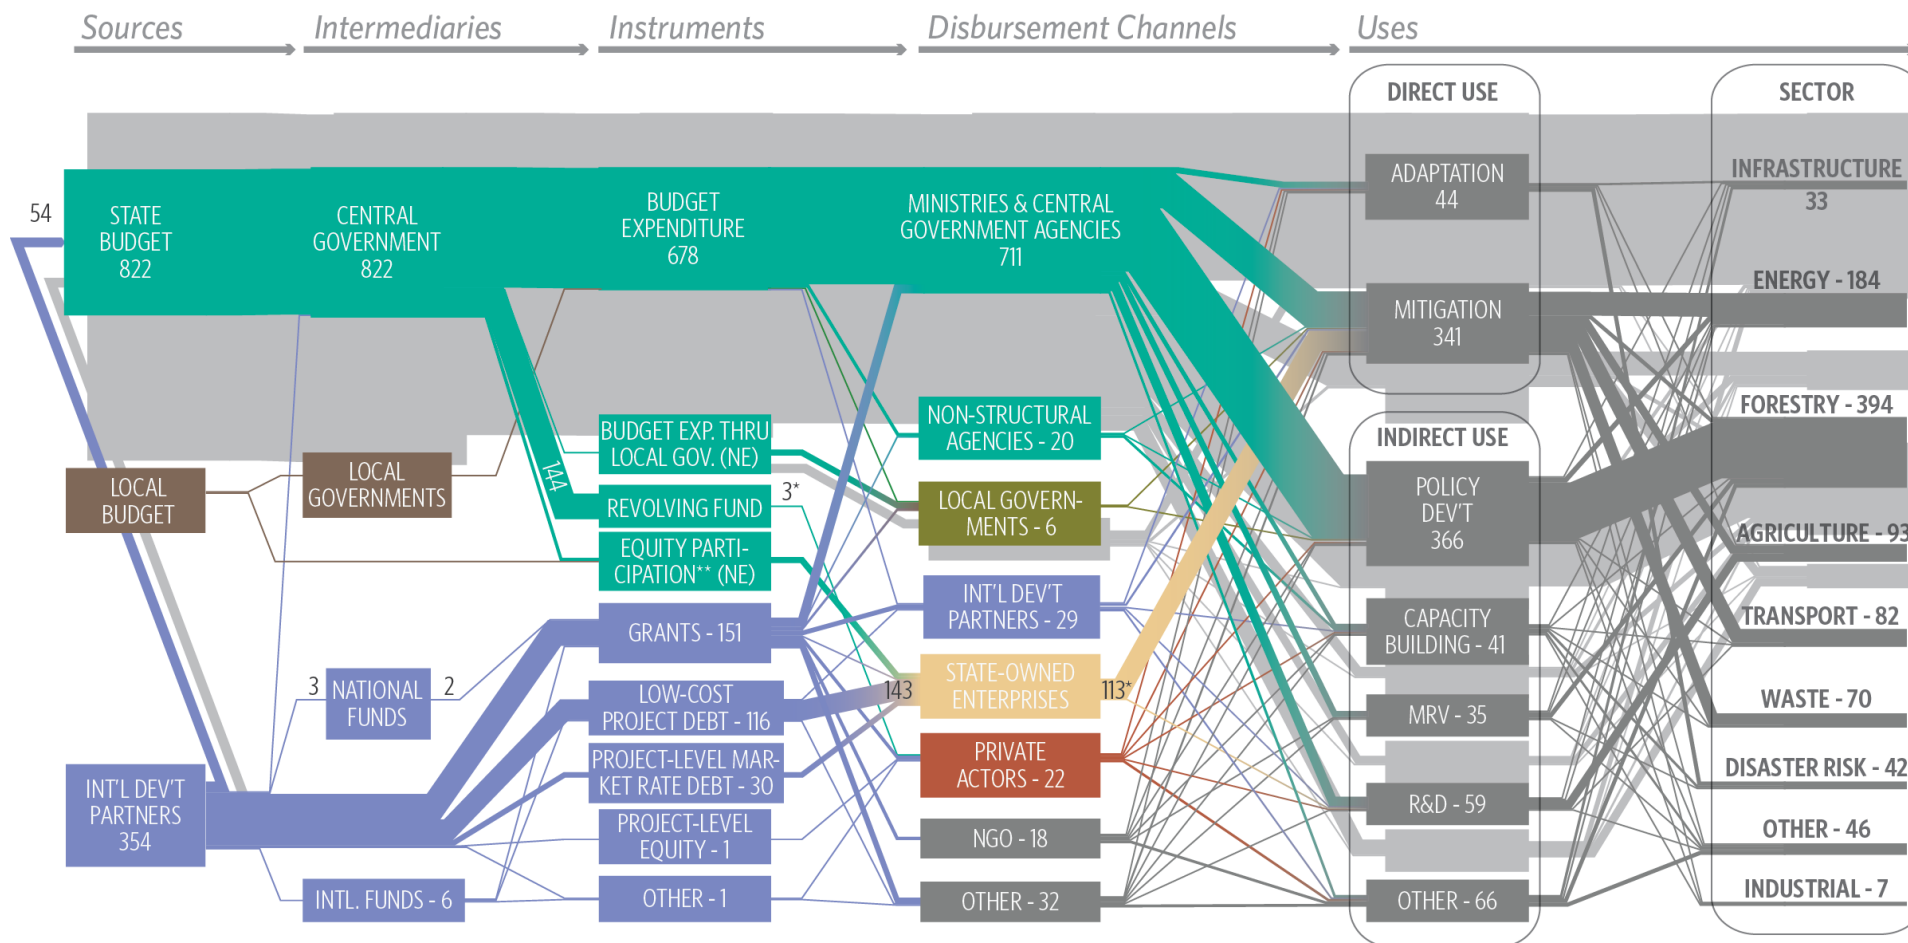 Sources
Intermediaries
Instruments
Disbursement Channels
Uses
54
STATE
BUDGET
822
LOCAL
BUDGET
INT'L DEV'T
PARTNERS
354
CENTRAL
GOVERNMENT
822
LOCAL
GOVERNMENTS
3
NATIONAL
FUNDS
2
INTL. FUNDS - 6
BUDGET
EXPENDITURE
678
144
BUDGET EXP. THRU
LOCAL GOV. (NE)
REVOLVING FUND
3*
EQUITY PARTI-
CIPATION** (NE)
GRANTS - 151
LOW-COST
PROJECT DEBT - 116
PROJECT-LEVEL MAR-
KET RATE DEBT - 30
PROJECT-LEVEL
EQUITY - 1
OTHER - 1
MINISTRIES & CENTRAL
GOVERNMENT AGENCIES
711
NON-STRUCTURAL
AGENCIES - 20
LOCAL GOVERN-
MENTS - 6
INT'L DEV'T
PARTNERS - 29
143
STATE-OWNED
ENTERPRISES
113*
PRIVATE
ACTORS - 22
NGO - 18
OTHER - 32
DIRECT USE
ADAPTATION
44
MITIGATION
341
INDIRECT USE
POLICY
DEV'T
366
CAPACITY
BUILDING - 41
MRV - 35
R&D - 59
OTHER - 66
SECTOR
INFRASTRUCTURE
33
ENERGY - 184
FORESTRY - 394
AGRICULTURE - 93
TRANSPORT - 82
WASTE - 70
DISASTER RISK - 42
OTHER - 46
INDUSTRIAL - 7